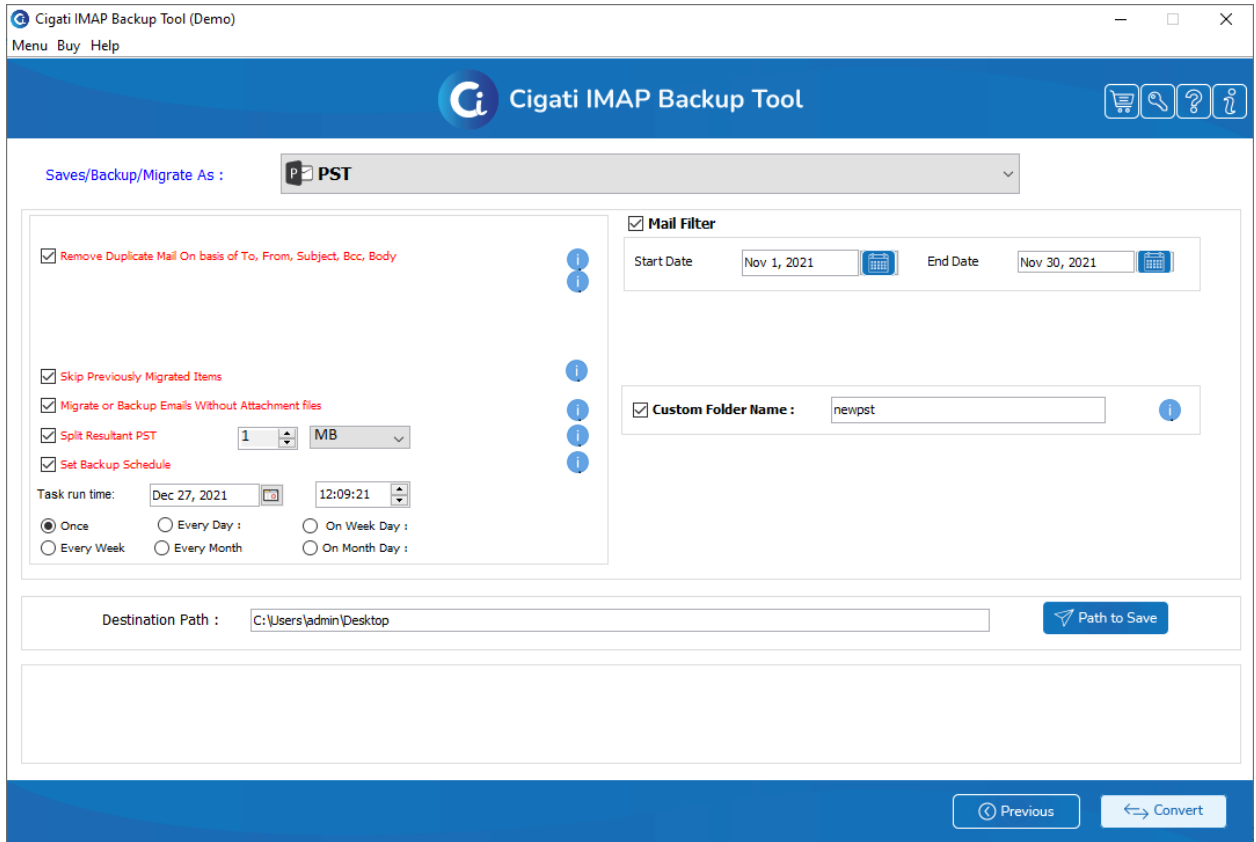 Cigati IMAP Backup Tool (Demo)
Menu Buy Help
Cigati IMAP Backup Tool
Saves/Backup/Migrate As :
PST
Remove Duplicate Mail On basis of To, From, Subject, Bcc, Body
Skip Previously Migrated Items
Migrate or Backup Emails Without Attachment files
Split Resultant PST 1 MB
Set Backup Schedule
Task run time: Dec 27, 2021 12:09:21
Once Every Day : On Week Day :
Every Week Every Month On Month Day :
Mail Filter
Start Date Nov 1, 2021 End Date Nov 30, 2021
Custom Folder Name : newpst
Destination Path : C:\Users\admin\Desktop Path to Save
Previous Convert